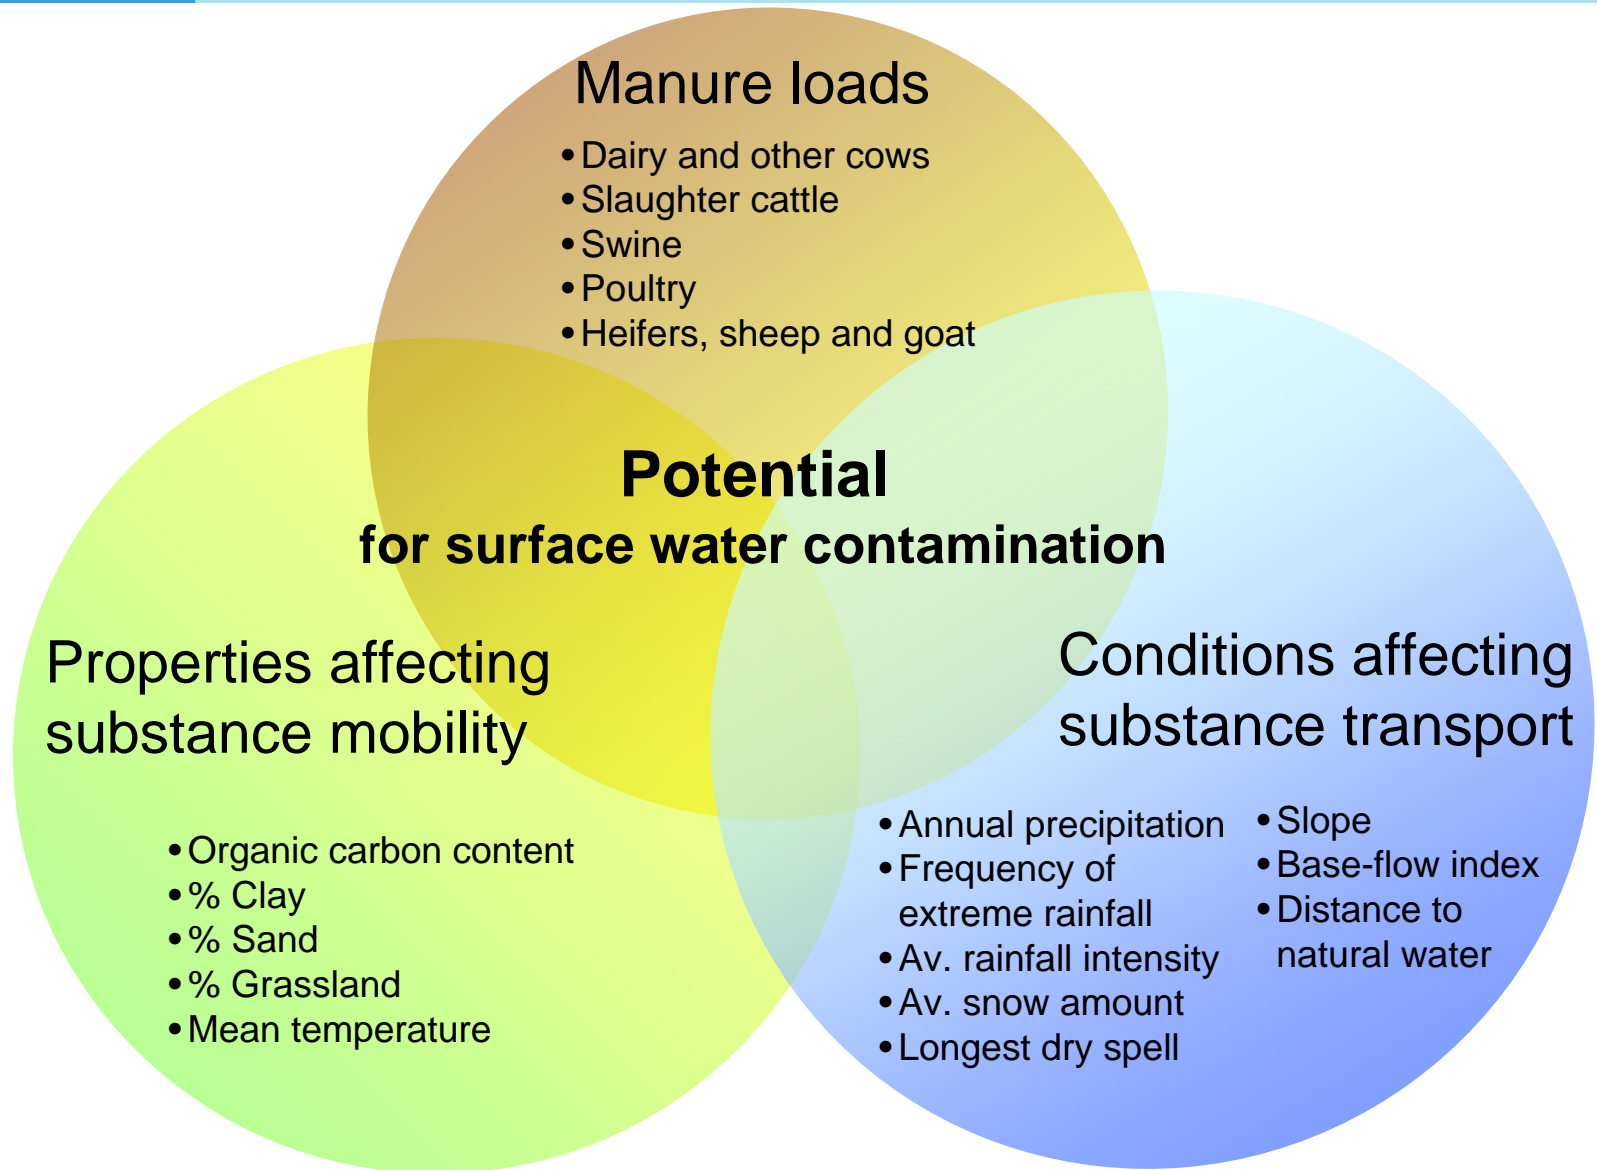 Manure loads
•Dairy and other cows
•Slaughter cattle
•Swine
•Poultry
•Heifers, sheep and goat
Potential
for surface water contamination
Properties affecting
substance mobility
•Organic carbon content
•% Clay
•% Sand
•% Grassland
•Mean temperature
Conditions affecting
substance transport
•Annual precipitation
•Frequency of
extreme rainfall
•Av. rainfall intensity
•Av. snow amount
•Longest dry spell
•Slope
•Base-flow index
•Distance to
natural water